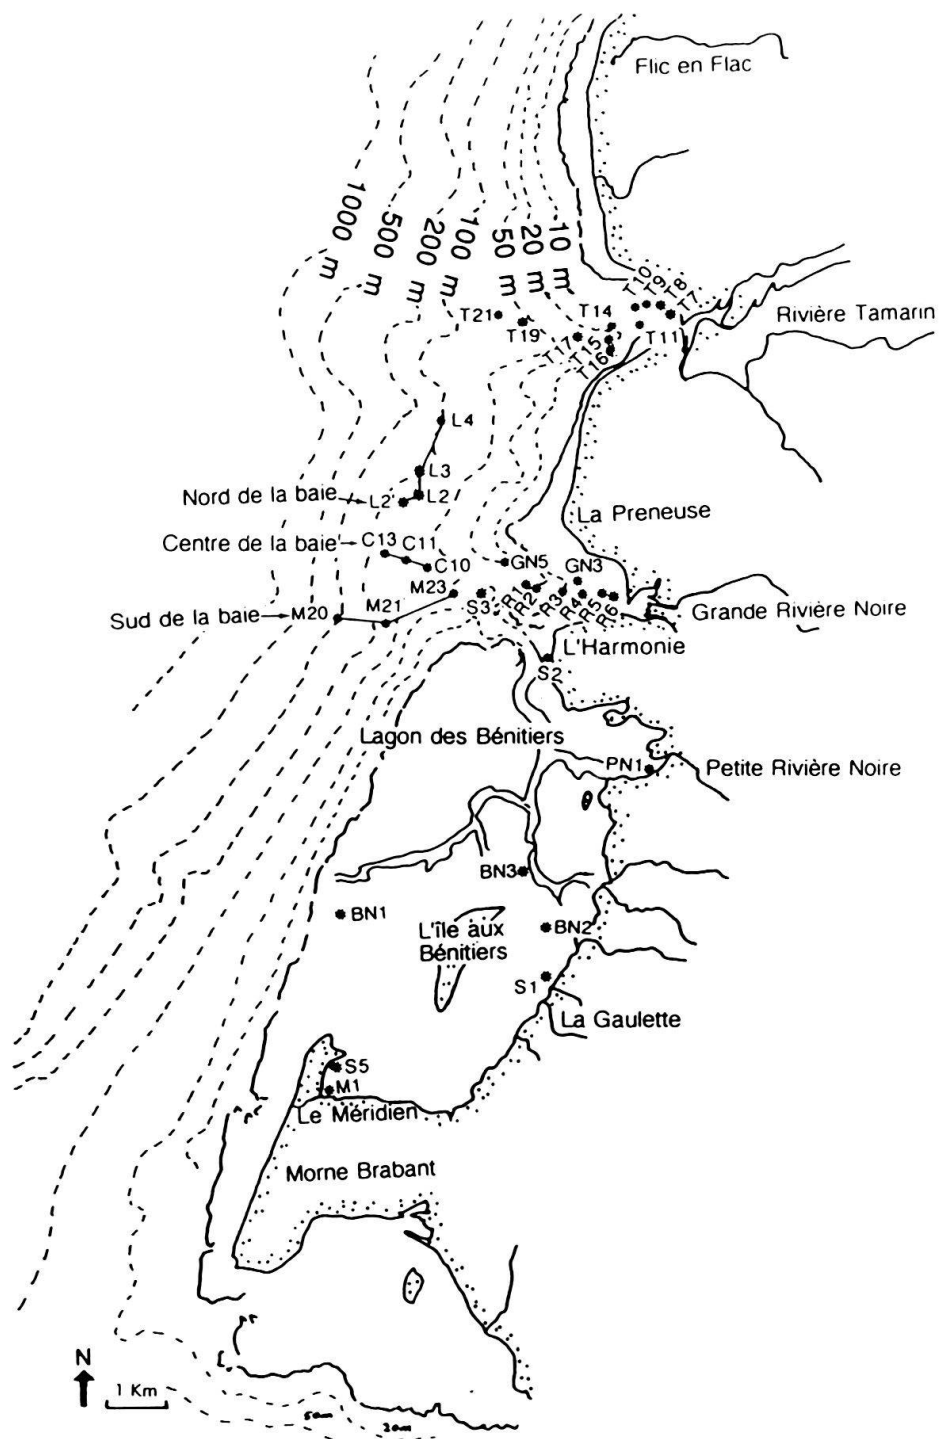 Flic en Flac
1000 m
500 m
200 m
100 m
50 m
20 m
10 m
T10
T9
T8
T7
T21
T19
T14
T17
T15
T16
T11
Rivière Tamarin
L4
L3
Nord de la baie
L2'
L2
La Preneuse
Centre de la baie
C13
C11
C10
GN5
GN3
M23
S3
R1
R2
R3
R4
R5
R6
Sud de la baie
M20
M21
Grande Rivière Noire
L'Harmonie
S2
Lagon des Bénitiers
PN1
Petite Rivière Noire
BN3
BN1
L'île aux
Bénitiers
BN2
S1
La Gaulette
S5
M1
Le Méridien
Morne Brabant
N
1 Km
50m
20m